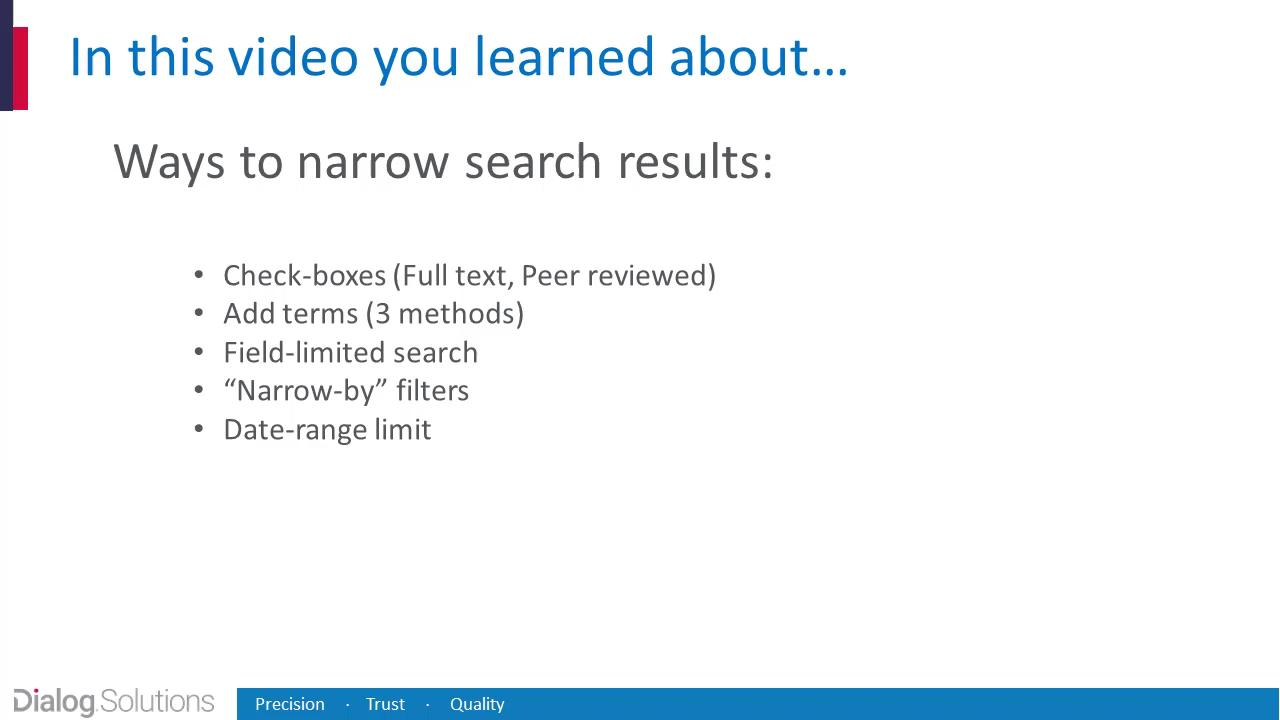 In this video you learned about…
Ways to narrow search results:
• Check-boxes (Full text, Peer reviewed)
• Add terms (3 methods)
• Field-limited search
• “Narrow-by” filters
• Date-range limit
Dialog.Solutions
Precision · Trust · Quality